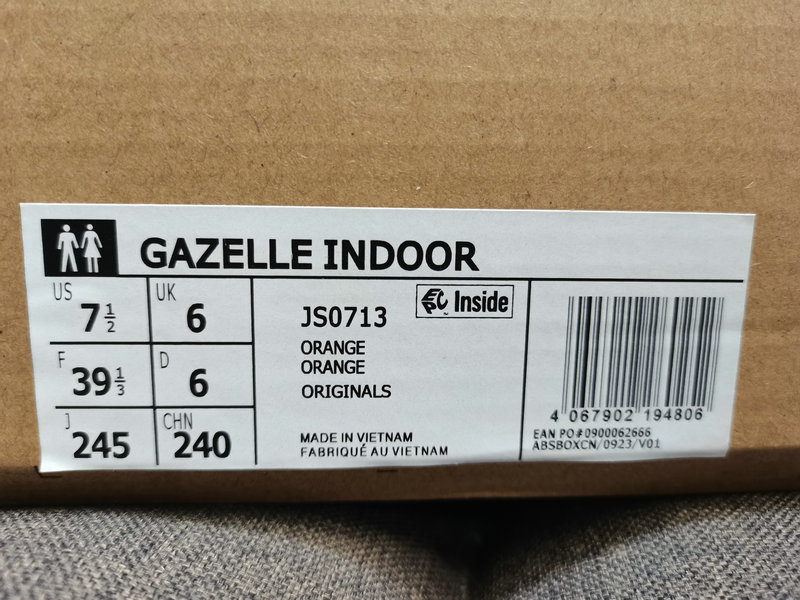 GAZELLE INDOOR
US 7 1/2
UK 6
F 39 1/3
D 6
J 245
CHN 240
JS0713
EPC Inside
ORANGE
ORANGE
ORIGINALS
MADE IN VIETNAM
FABRIQUÉ AU VIETNAM
4 067902 194806
EAN PO#0900062666
ABSBOXCN/0923/V01